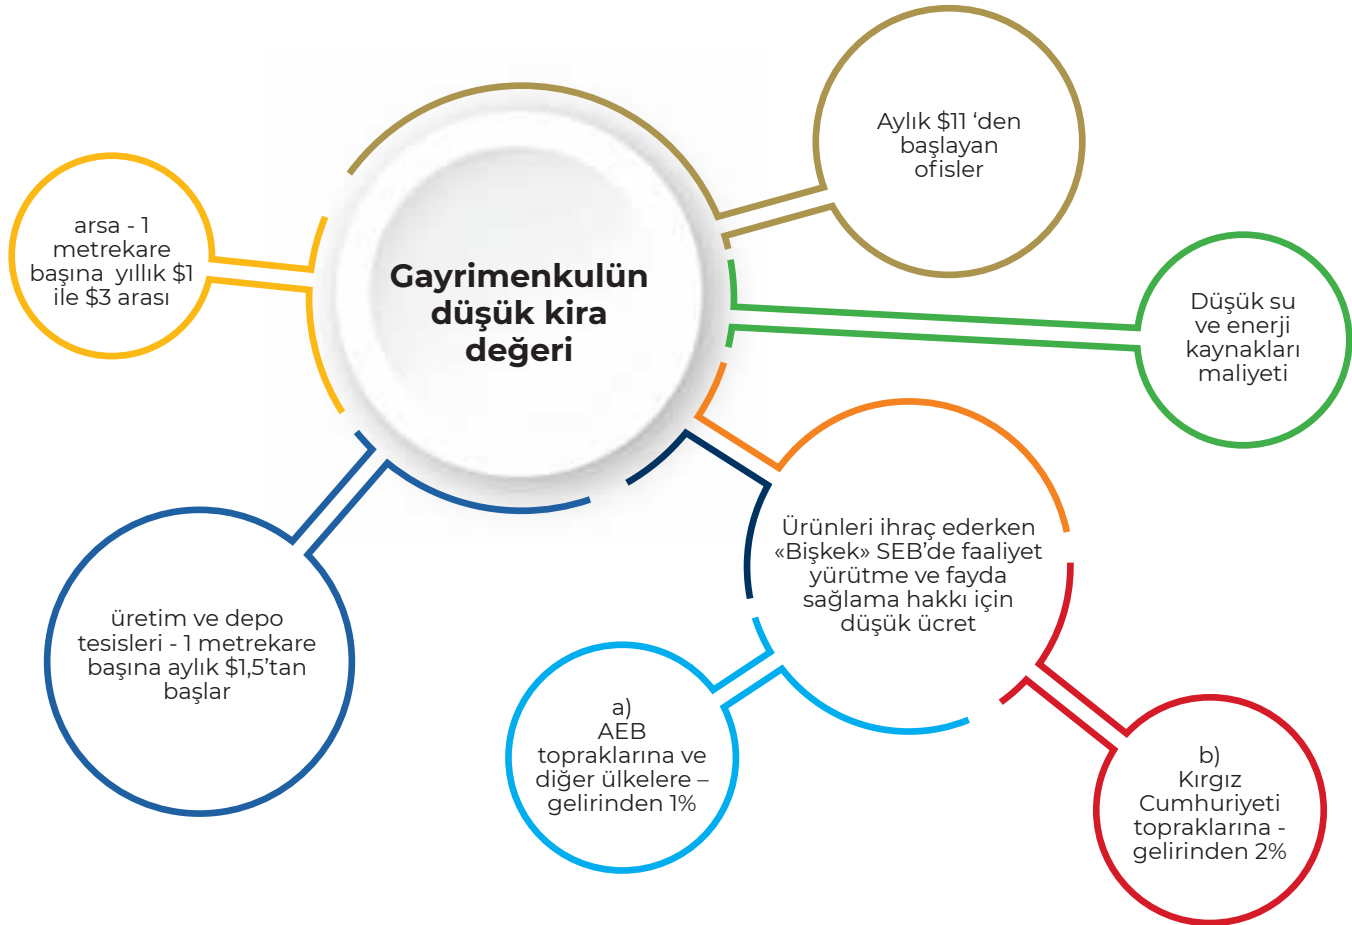 Gayrimenkulün
düşük kira
değeri
arsa - 1
metrekare
başına  yıllık $1
ile $3 arası
Aylık $11 ‘den
başlayan
ofisler
Düşük su
ve enerji
kaynakları
maliyeti
üretim ve depo
tesisleri - 1 metrekare
başına aylık $1,5’tan
başlar
Ürünleri ihraç ederken
«Bişkek» SEB’de faaliyet
yürütme ve fayda
sağlama hakkı için
düşük ücret
a)
AEB
topraklarına ve
diğer ülkelere –
gelirinden 1%
b)
Kırgız
Cumhuriyeti
topraklarına -
gelirinden 2%